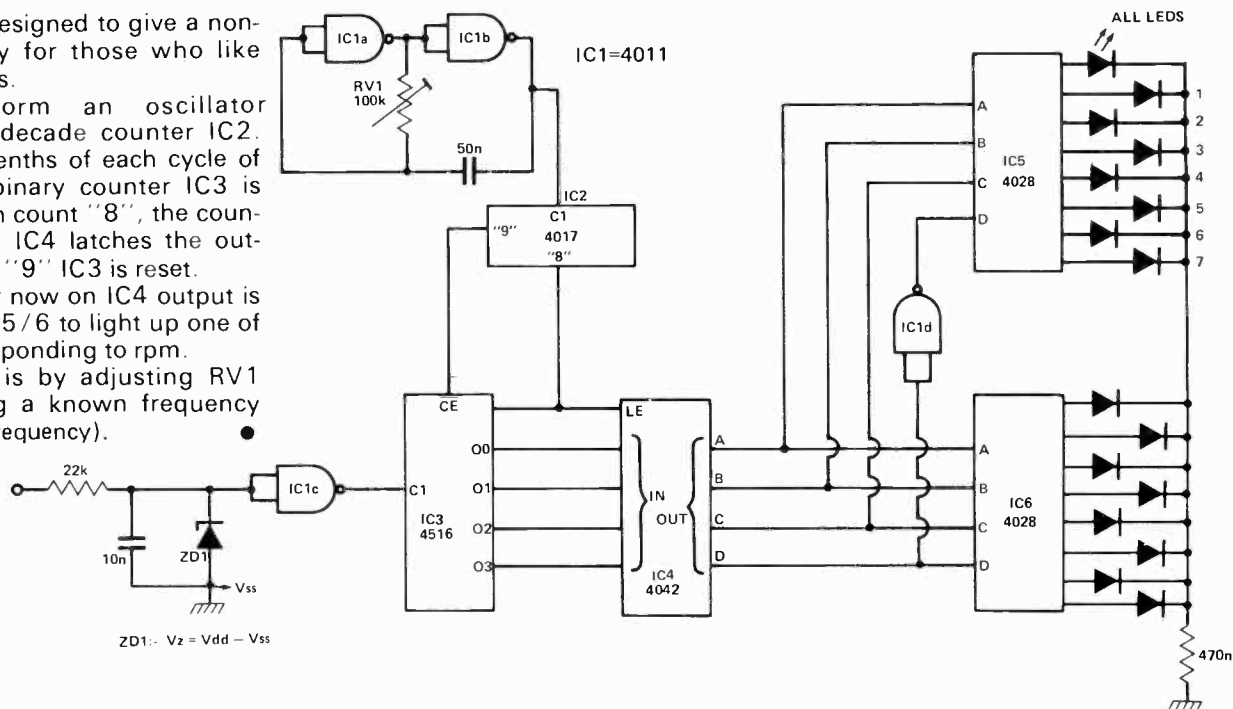 esigned to give a non-
y for those who like
s.
orm an oscillator
decade counter IC2.
enths of each cycle of
binary counter IC3 is
n count "8", the coun-
IC4 latches the out-
"9" IC3 is reset.
now on IC4 output is
5/6 to light up one of
ponding to rpm.
is by adjusting RV1
g a known frequency
requency). ●
IC1a
IC1b
IC1=4011
RV1
100k
50n
IC2
C1
"9" 4017
"8"
ALL LEDS
A
B
C
D
IC5
4028
1
2
3
4
5
6
7
IC1d
22k
10n
ZD1
Vss
IC1c
ZD1:- Vz = Vdd – Vss
CE
C1
IC3
4516
O0
O1
O2
O3
LE
IN
OUT
IC4
4042
A
B
C
D
A
B
C
D
IC6
4028
470n